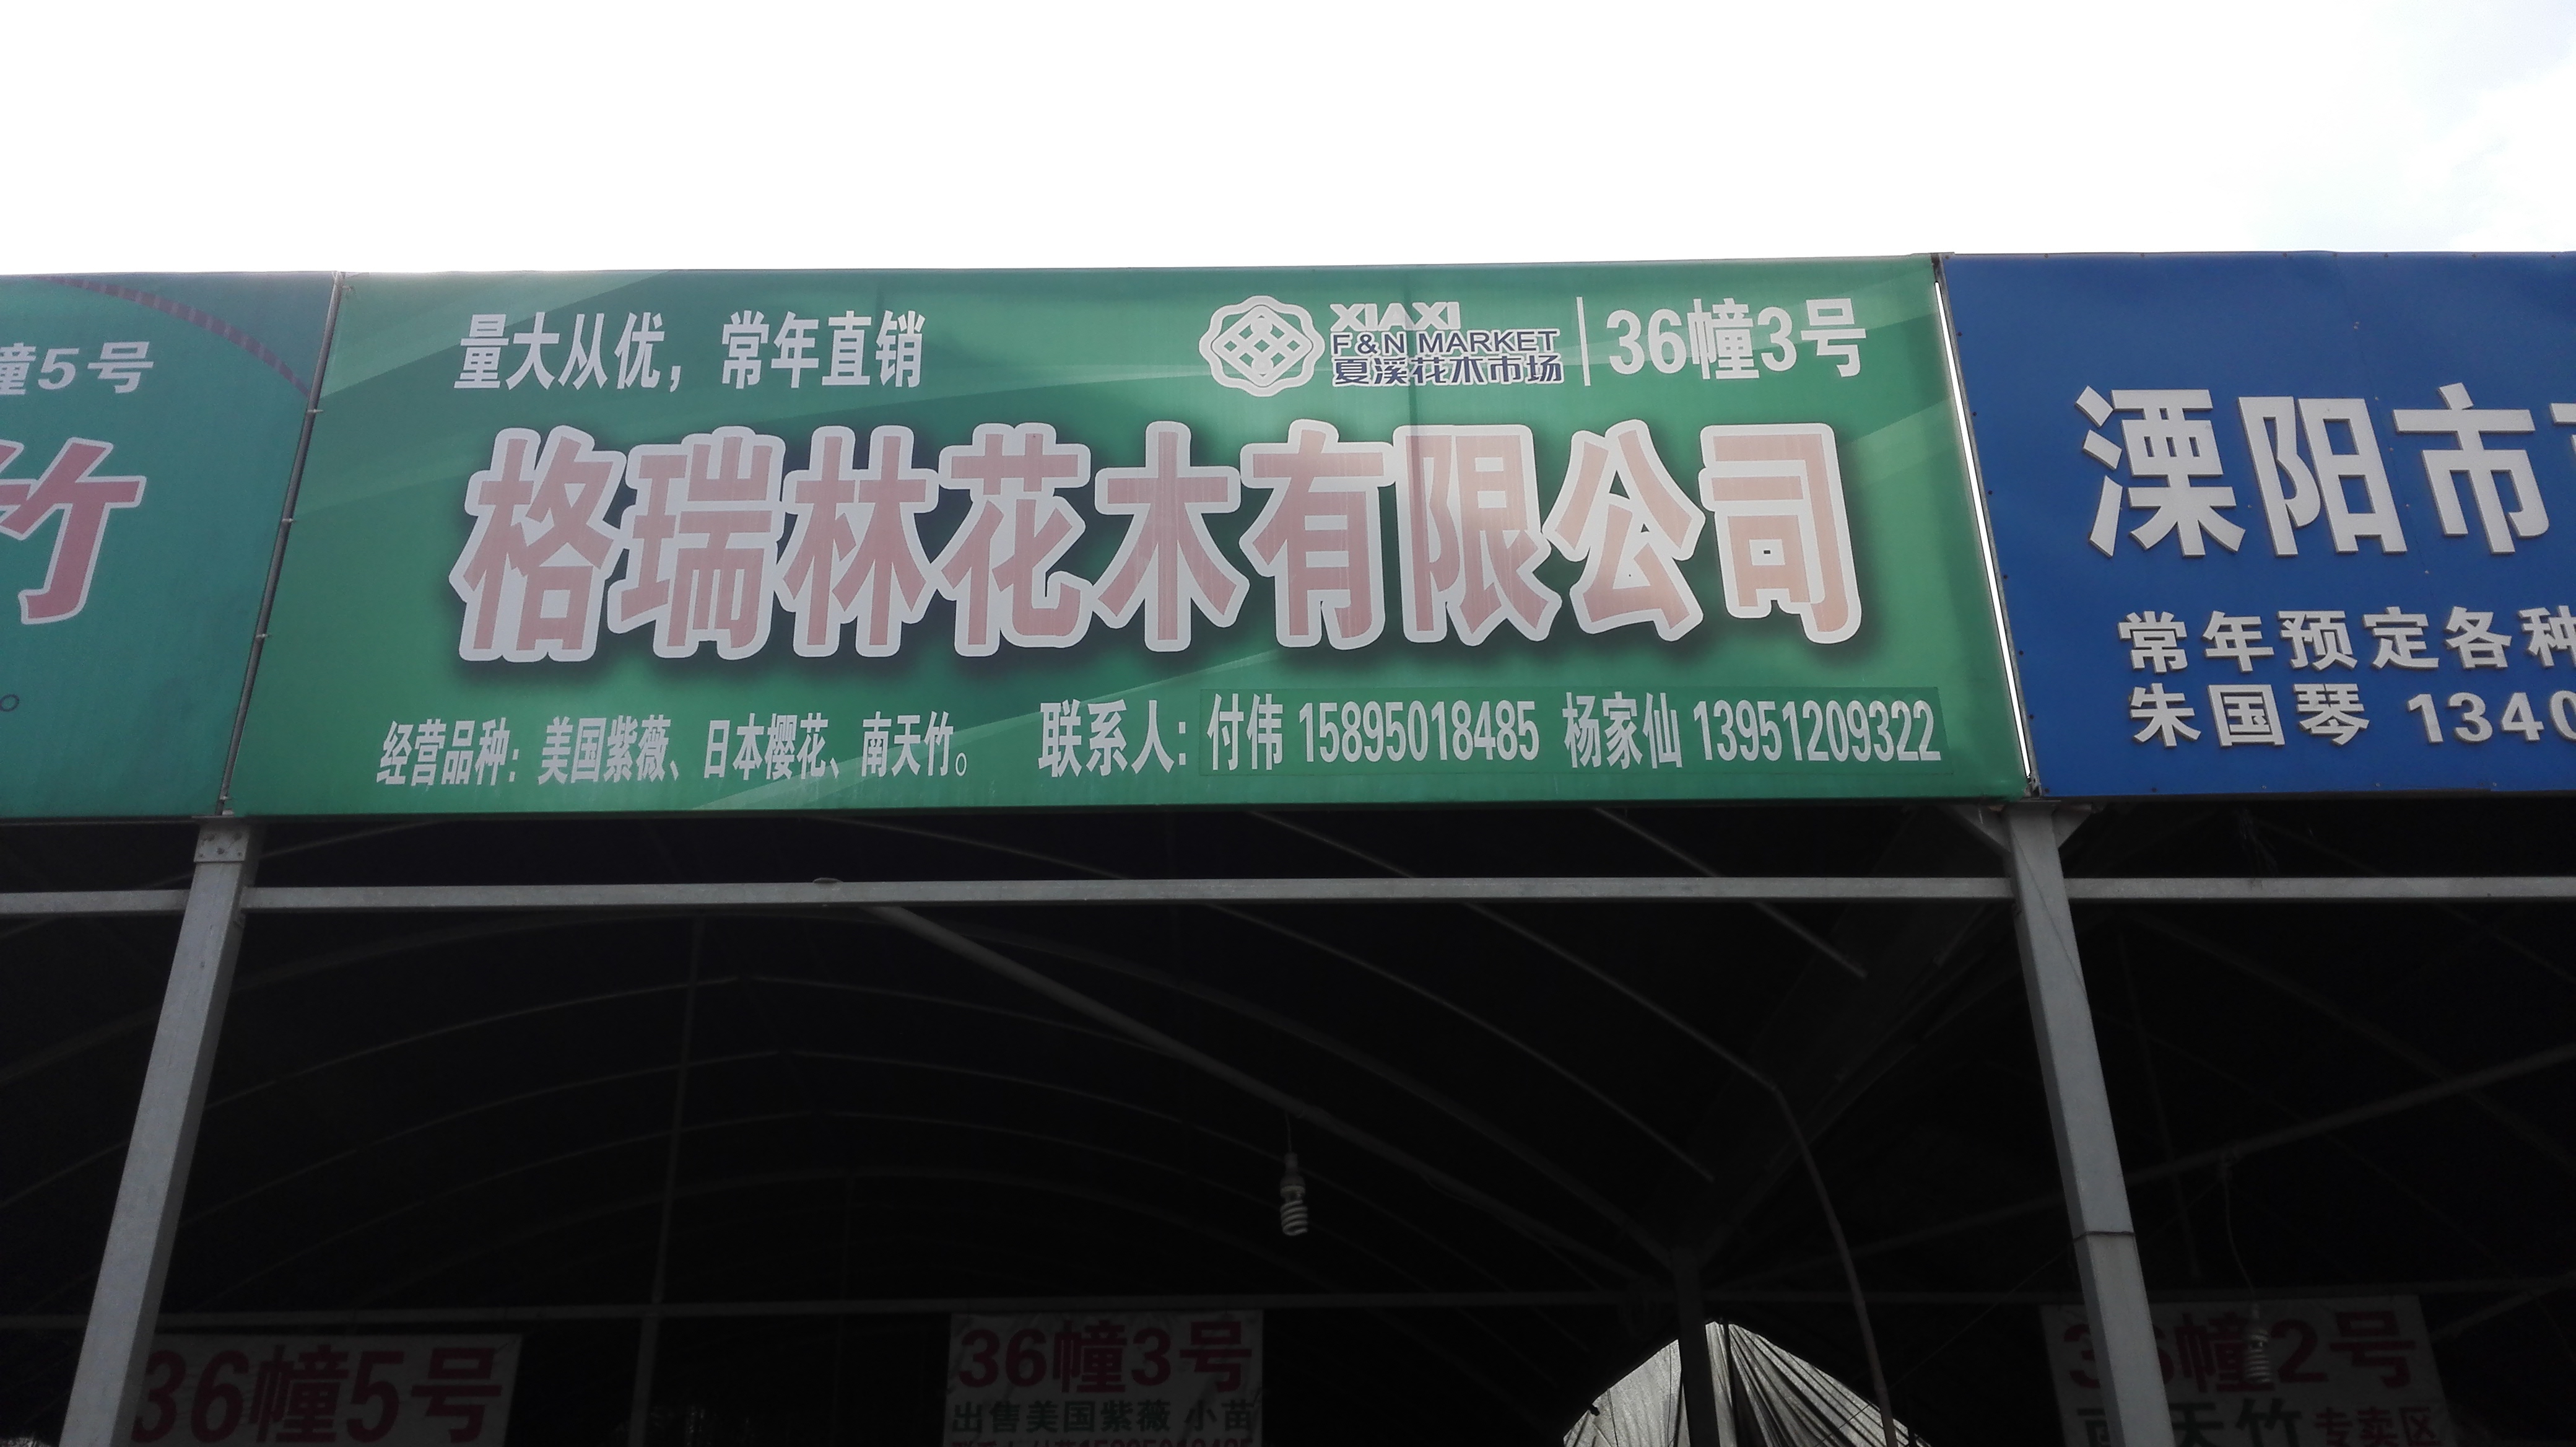 幢5号
竹
量大从优，常年直销
XIAXI
F&N MARKET
夏溪花木市场
36幢3号
格瑞林花木有限公司
经营品种：美国紫薇、日本樱花、南天竹。
联系人：付伟 15895018485 杨家仙 13951209322
溧阳市
常年预定各种
朱国琴 1340
36幢5号
36幢3号
出售美国紫薇 小苗
36幢2号
南天竹 专卖区